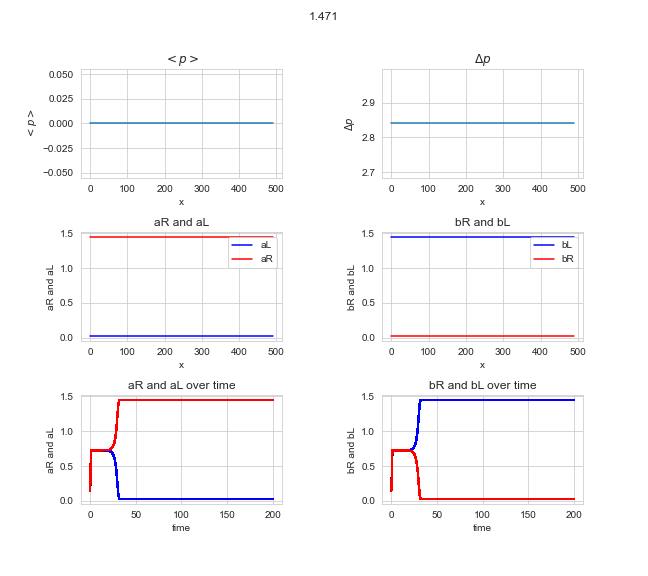 1.471
< p >
Δp
0.050
0.025
0.000
−0.025
−0.050
< p >
0 100 200 300 400 500
x
2.9
2.8
2.7
Δp
0 100 200 300 400 500
x
aR and aL
bR and bL
1.5
1.0
0.5
0.0
aR and aL
aL
aR
0 100 200 300 400 500
x
1.5
1.0
0.5
0.0
bR and bL
bL
bR
0 100 200 300 400 500
x
aR and aL over time
bR and bL over time
1.5
1.0
0.5
0.0
aR and aL
0 50 100 150 200
time
1.5
1.0
0.5
0.0
bR and bL
0 50 100 150 200
time